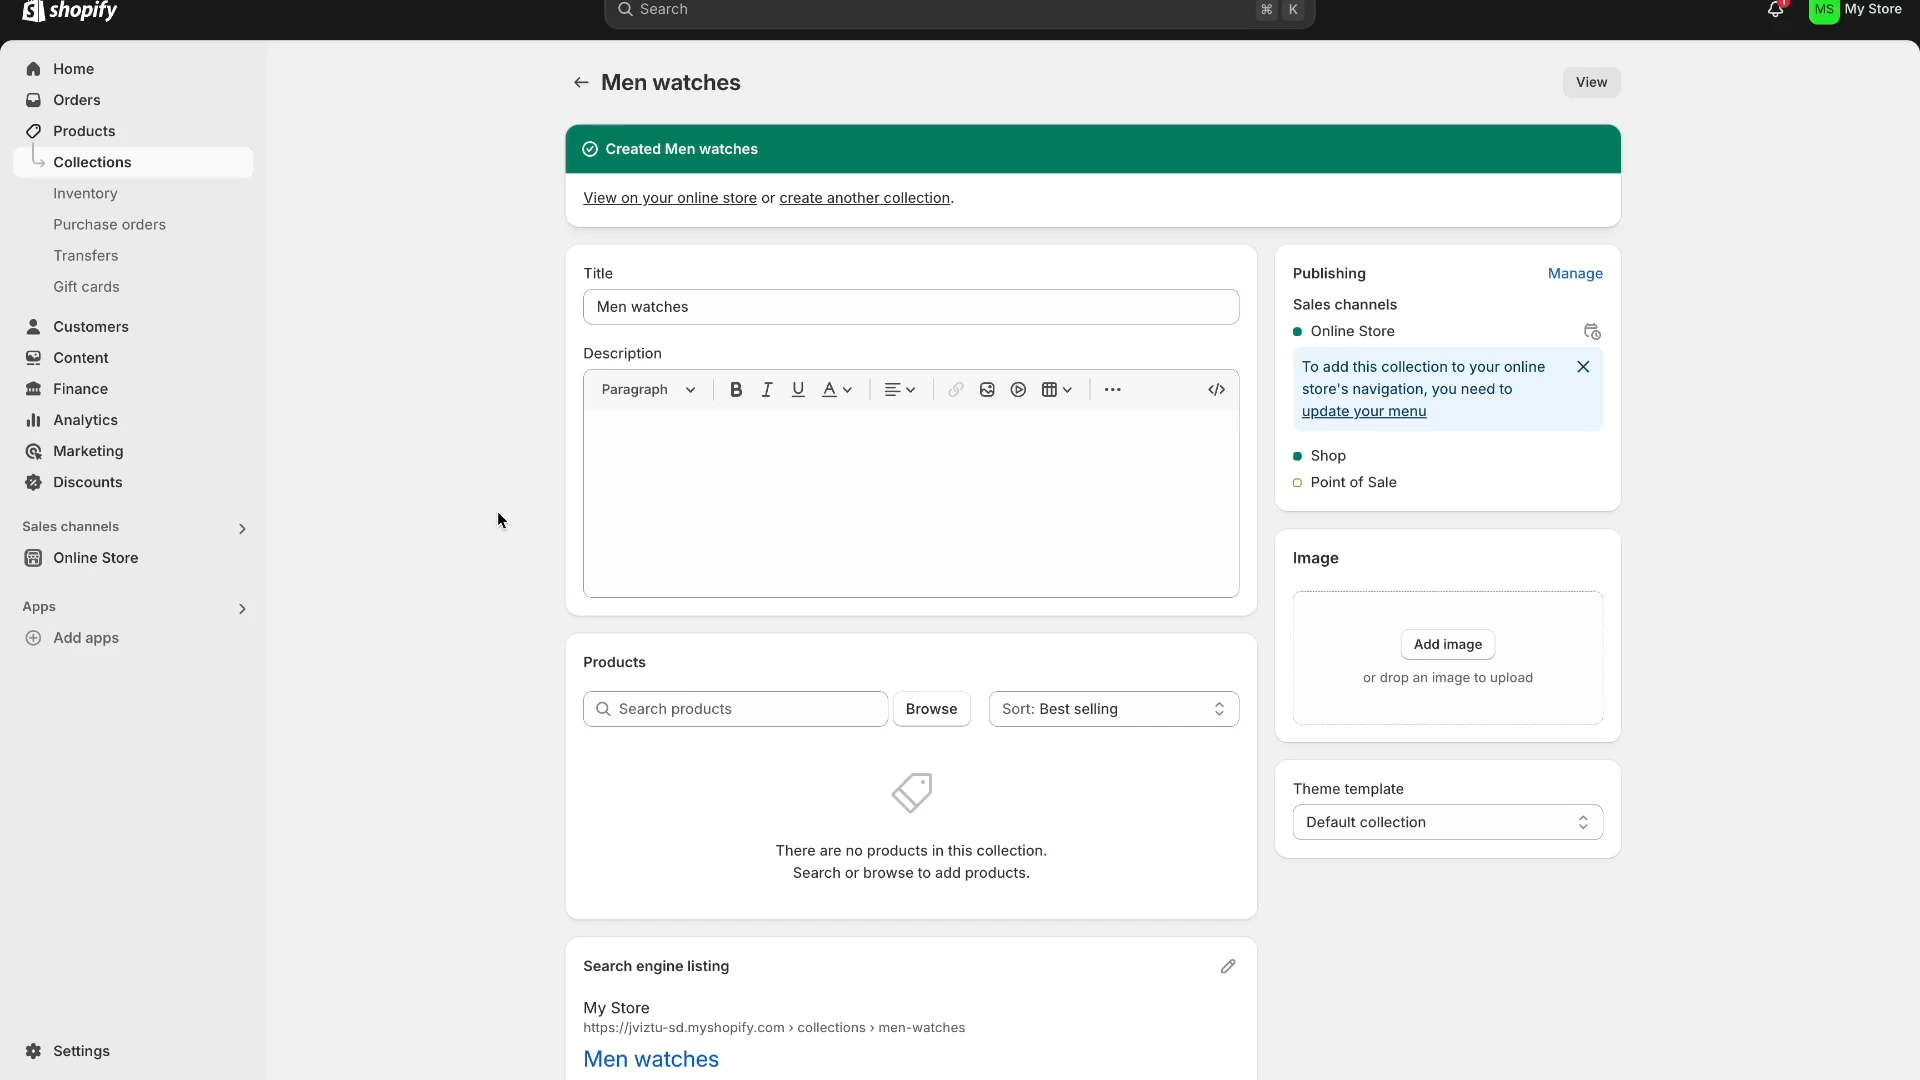 shopify
Search
⌘ K
1
MS My Store
Home
Orders
Products
Collections
Inventory
Purchase orders
Transfers
Gift cards
Customers
Content
Finance
Analytics
Marketing
Discounts
Sales channels
Online Store
Apps
Add apps
Settings
Men watches
View
Created Men watches
View on your online store or create another collection.
Title
Men watches
Description
Paragraph
B I U A
Products
Search products
Browse
Sort: Best selling
There are no products in this collection.
Search or browse to add products.
Search engine listing
My Store
https://jviztu-sd.myshopify.com › collections › men-watches
Men watches
Publishing
Manage
Sales channels
Online Store
To add this collection to your online
store's navigation, you need to
update your menu
Shop
Point of Sale
Image
Add image
or drop an image to upload
Theme template
Default collection